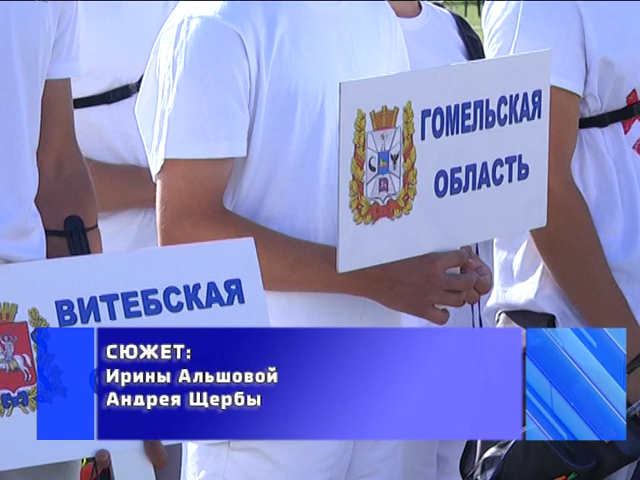 ГОМЕЛЬСКАЯ
ОБЛАСТЬ
ВИТЕБСКАЯ
СЮЖЕТ:
Ирины Альшовой
Андрея Щербы